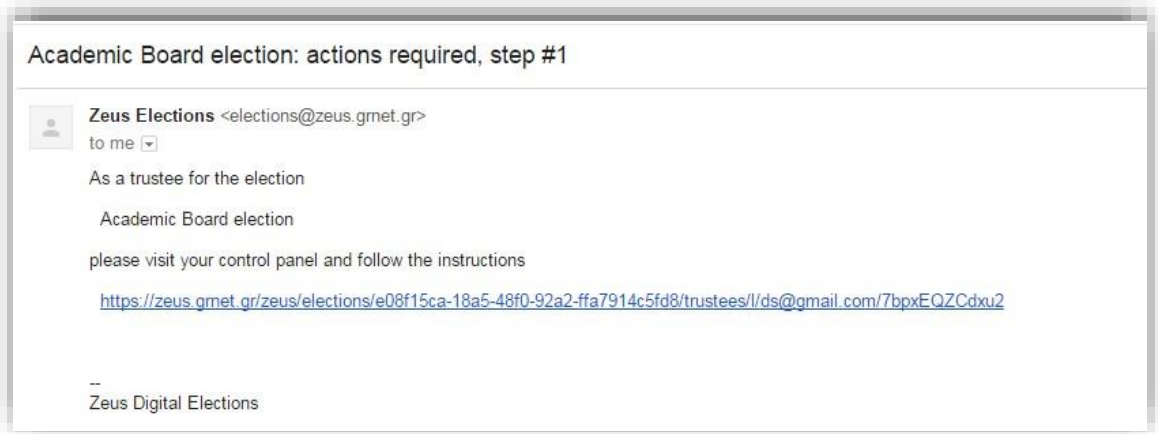 Academic Board election: actions required, step #1
Zeus Elections <elections@zeus.grnet.gr>
to me
As a trustee for the election
Academic Board election
please visit your control panel and follow the instructions
https://zeus.grnet.gr/zeus/elections/e08f15ca-18a5-48f0-92a2-ffa7914c5fd8/trustees/l/ds@gmail.com/7bpxEQZCdxu2
--
Zeus Digital Elections